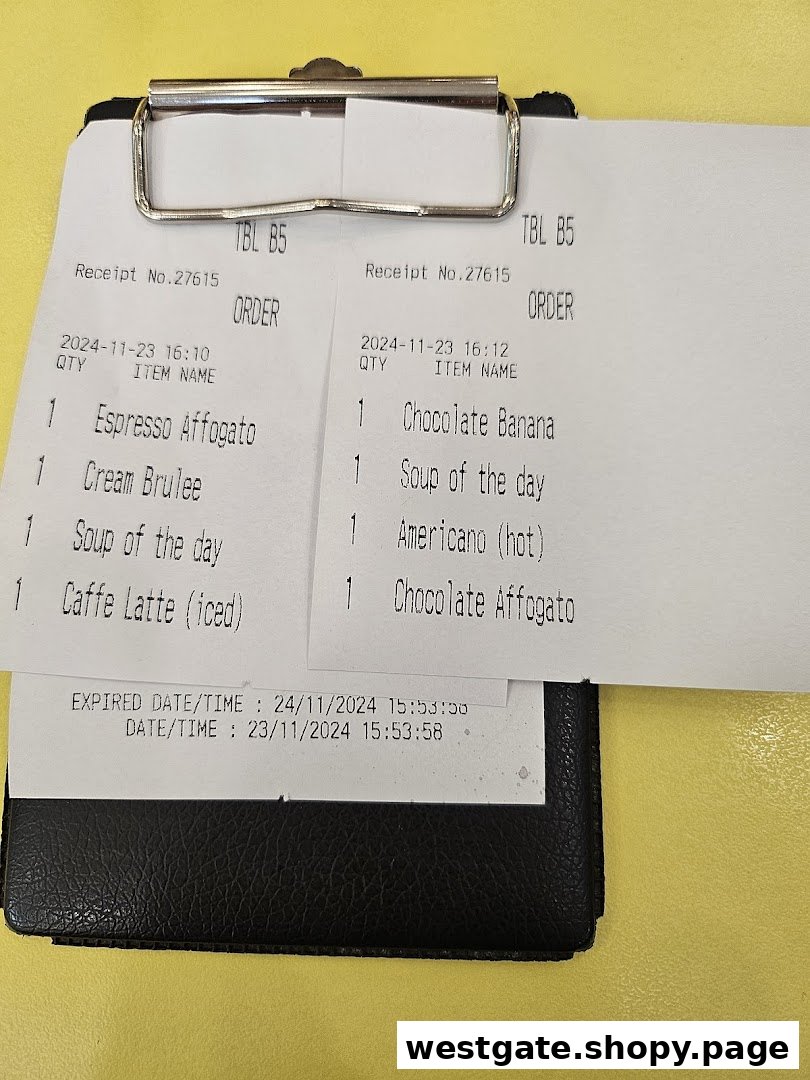 TBL B5
Receipt No.27615
ORDER
2024-11-23 16:10
QTY ITEM NAME
1 Espresso Affogato
1 Cream Brulee
1 Soup of the day
1 Caffe Latte (iced)
TBL B5
Receipt No.27615
ORDER
2024-11-23 16:12
QTY ITEM NAME
1 Chocolate Banana
1 Soup of the day
1 Americano (hot)
1 Chocolate Affogato
EXPIRED DATE/TIME : 24/11/2024 15:53:58
DATE/TIME : 23/11/2024 15:53:58
westgate.shopy.page